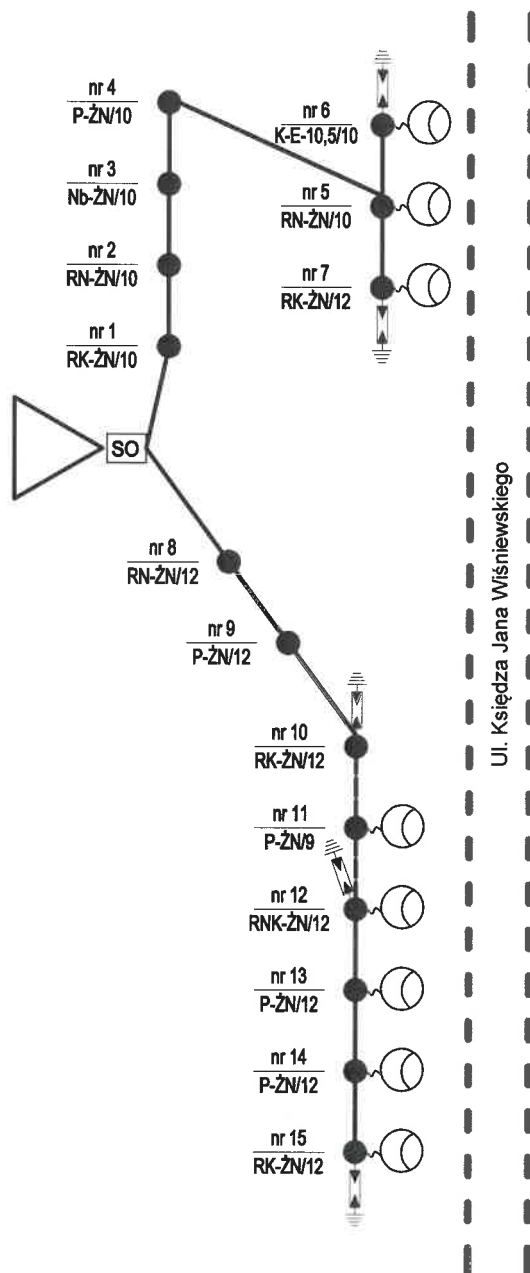 nr 4
P-ŻN/10
nr 6
K-E-10,5/10
nr 3
Nb-ŻN/10
nr 5
RN-ŻN/10
nr 2
RN-ŻN/10
nr 7
RK-ŻN/12
nr 1
RK-ŻN/10
SO
nr 8
RN-ŻN/12
nr 9
P-ŻN/12
nr 10
RK-ŻN/12
nr 11
P-ŻN/9
nr 12
RNK-ŻN/12
nr 13
P-ŻN/12
nr 14
P-ŻN/12
nr 15
RK-ŻN/12
Ul. Księdza Jana Wiśniewskiego